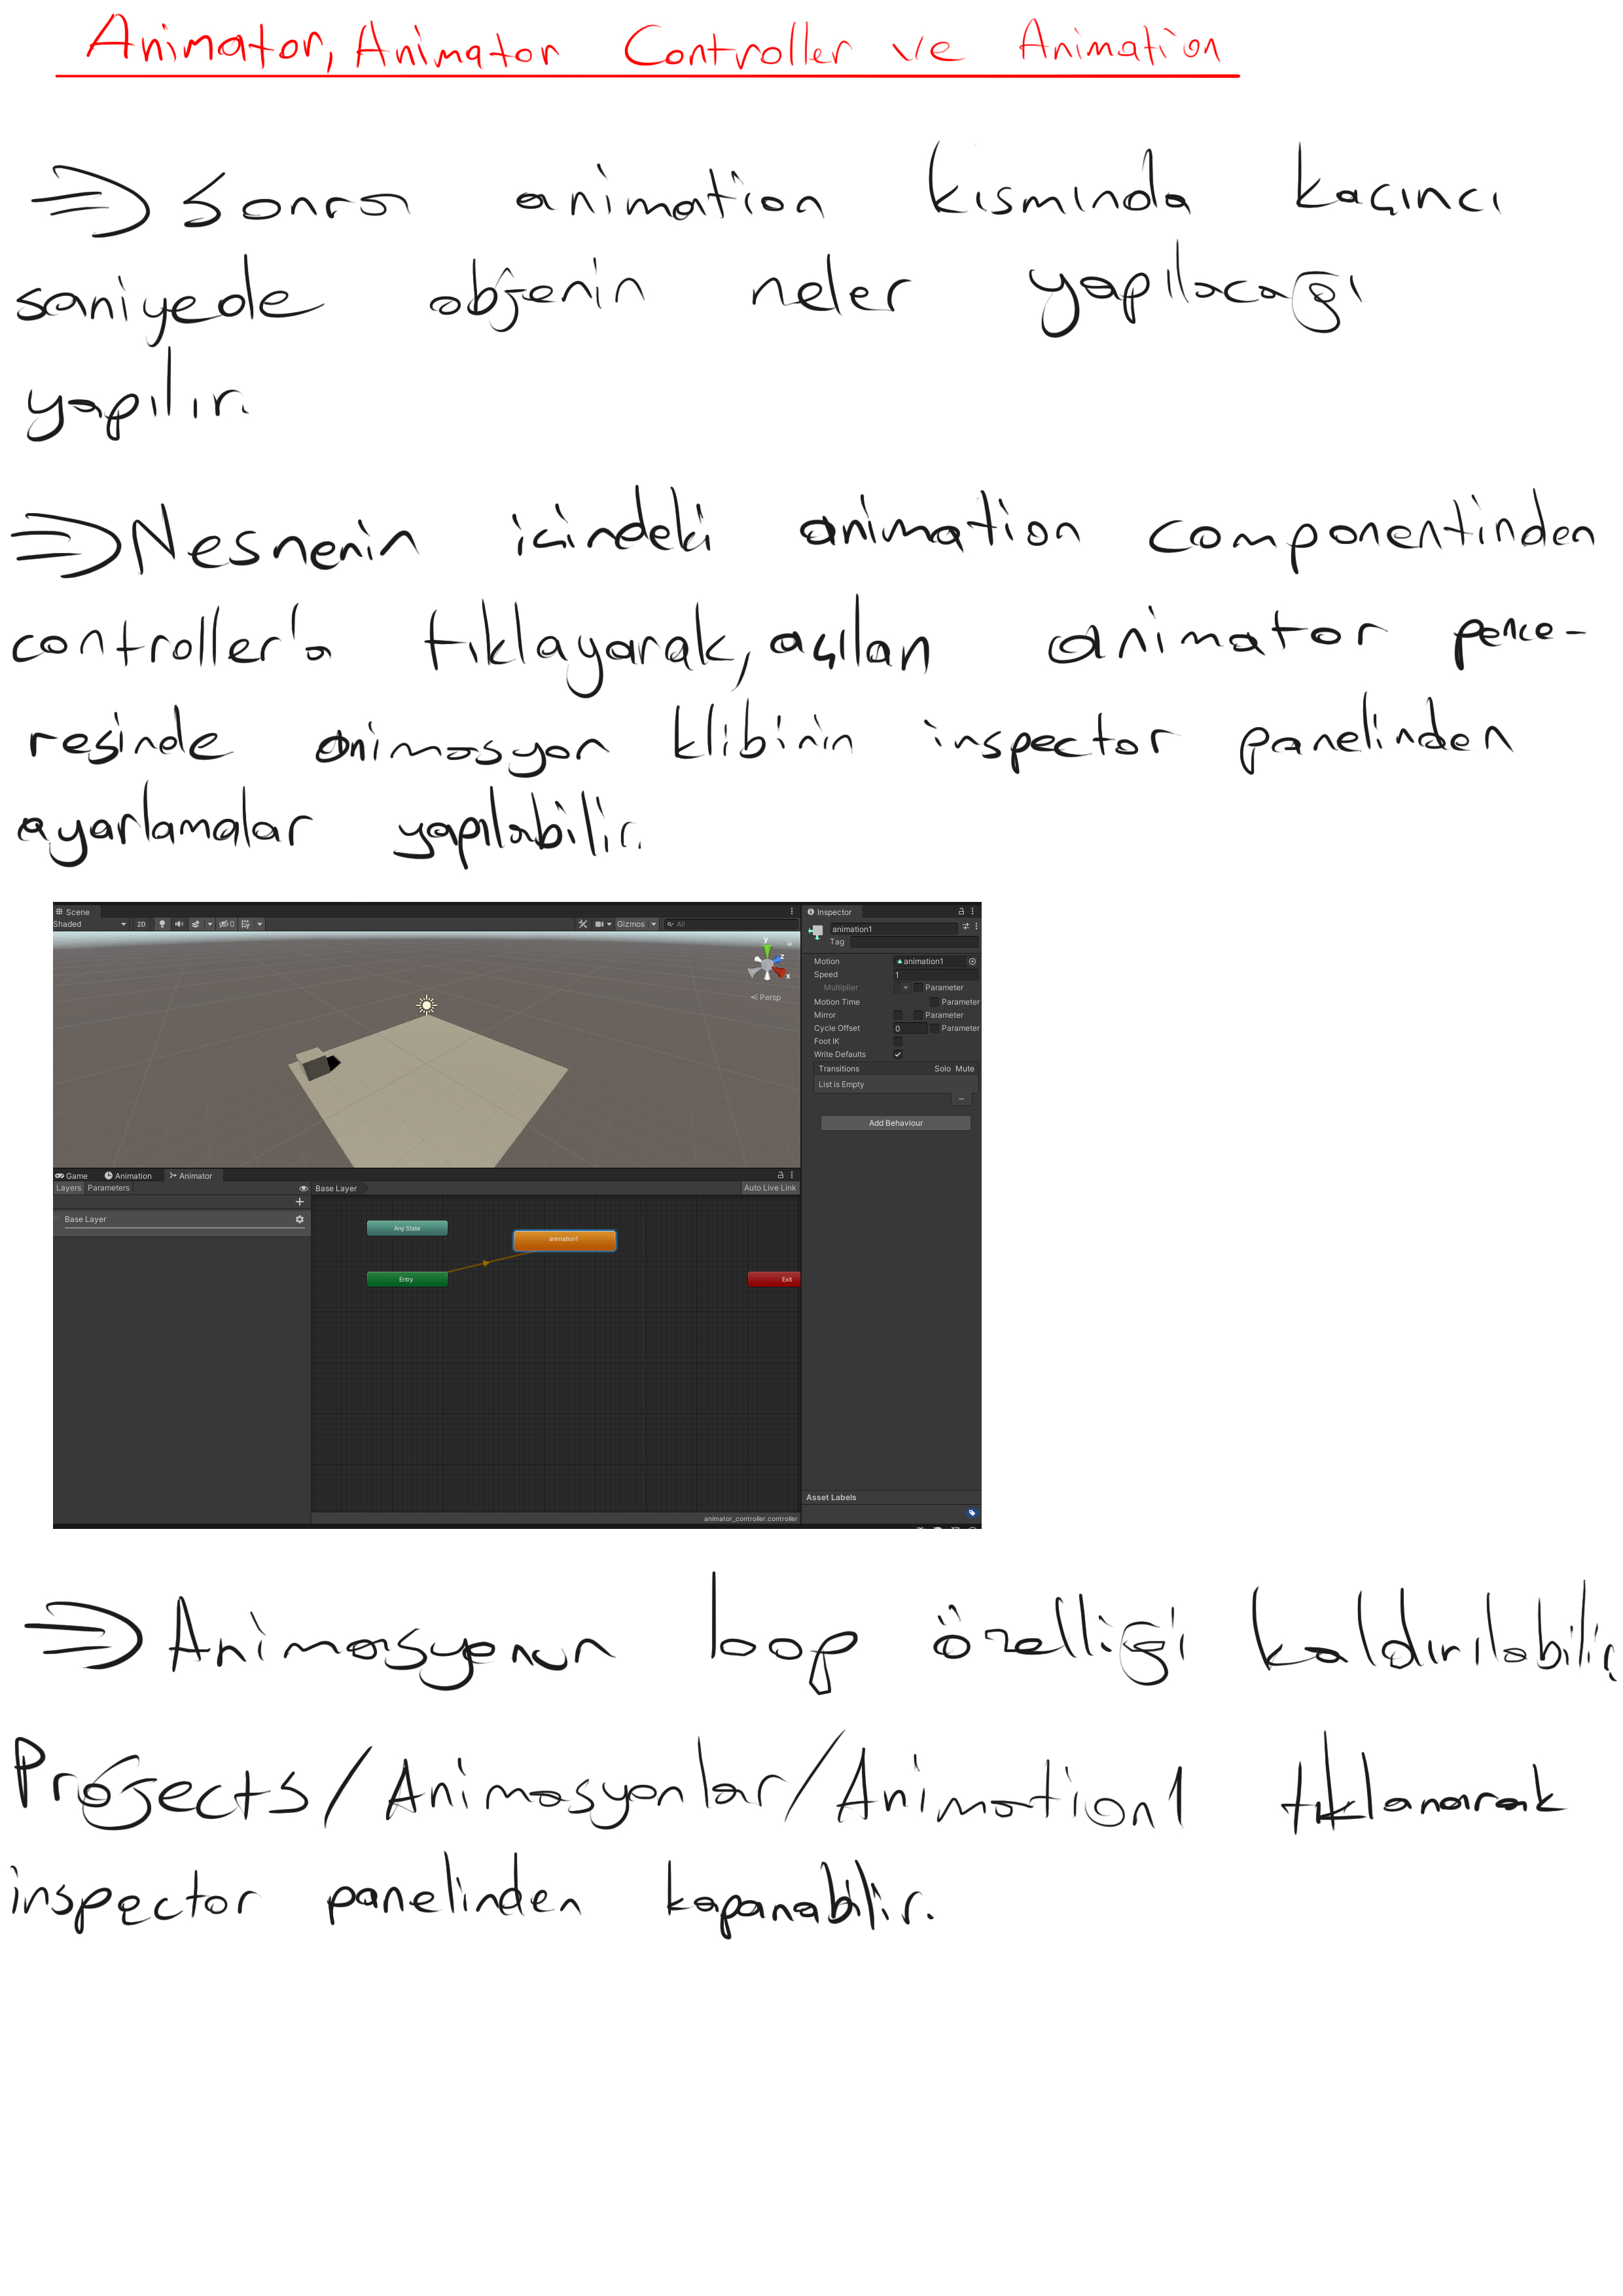 Animator, Animator Controller ve Animation
=> Sonra animation kısmında kaçıncı
saniyede objenin neler yapılacağı
yapılır.
=> Nesnenin içindeki animation componentinden
controller'a tıklayarak, açılan animator pence-
resinde animasyon klibinin inspector panelinden
ayarlamalar yapılabilir.
Scene
Shaded 2D 0 Gizmos All
y
z
x
Persp
Inspector
animation1
Tag
Motion animation1
Speed 1
Multiplier Parameter
Motion Time Parameter
Mirror Parameter
Cycle Offset 0 Parameter
Foot IK
Write Defaults
Transitions Solo Mute
List is Empty
Add Behaviour
Game Animation Animator
Layers Parameters Base Layer Auto Live Link
Base Layer
Any State
animation1
Entry
Exit
Asset Labels
animator_controller.controller
=> Animasyonun loop özelliği kaldırılabilir
Projects/Animasyonlar/Animation1 tıklanarak
inspector panelinden kapanabilir.